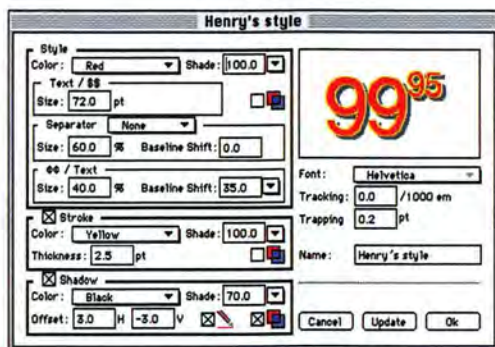 Henry's style
Style
Color: Red Shade: 100.0
Text / $$
Size: 72.0 pt
Separator None
Size: 60.0 % Baseline Shift: 0.0
¢¢ / Text
Size: 40.0 % Baseline Shift: 35.0
Stroke
Color: Yellow Shade: 100.0
Thickness: 2.5 pt
Shadow
Color: Black Shade: 70.0
Offset: 3.0 H -3.0 V
9995
Font: Helvetica
Tracking: 0.0 /1000 em
Trapping 0.2 pt
Name: Henry's style
Cancel Update Ok